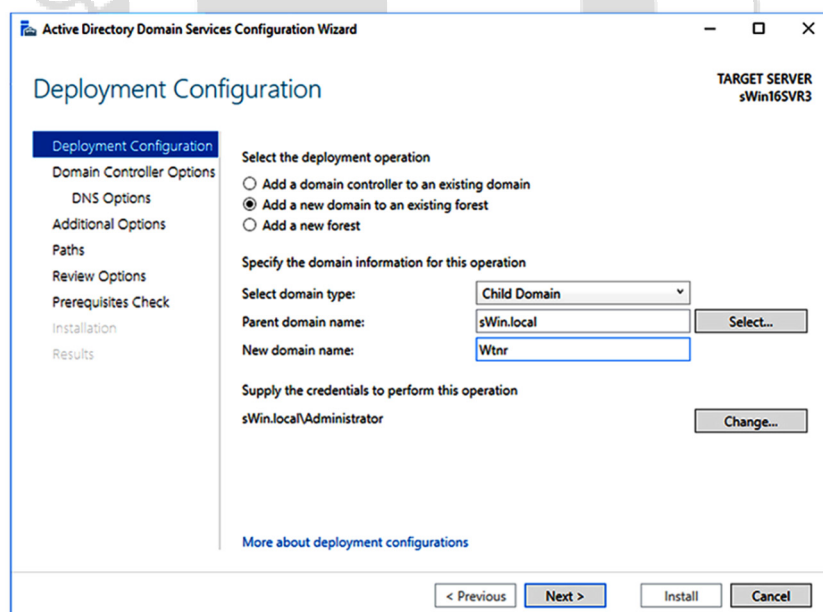 Active Directory Domain Services Configuration Wizard
Deployment Configuration
TARGET SERVER
sWin16SVR3
Deployment Configuration
Domain Controller Options
DNS Options
Additional Options
Paths
Review Options
Prerequisites Check
Installation
Results
Select the deployment operation
Add a domain controller to an existing domain
Add a new domain to an existing forest
Add a new forest
Specify the domain information for this operation
Select domain type: Child Domain
Parent domain name: sWin.local Select...
New domain name: Wtnr
Supply the credentials to perform this operation
sWin.local\Administrator Change...
More about deployment configurations
< Previous Next > Install Cancel